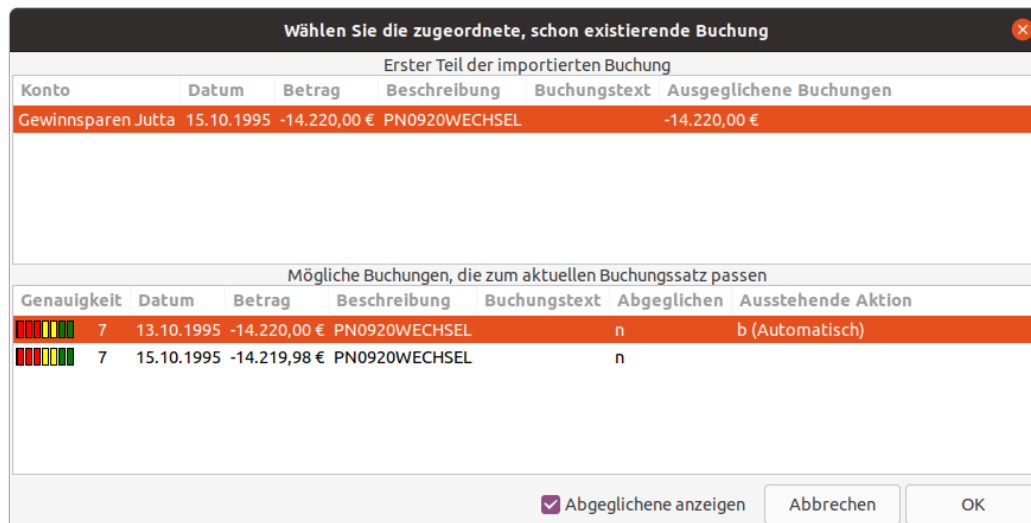 Wählen Sie die zugeordnete, schon existierende Buchung
Erster Teil der importierten Buchung
Konto Datum Betrag Beschreibung Buchungstext Ausgeglichene Buchungen
Gewinnsparen Jutta 15.10.1995 -14.220,00 € PN0920WECHSEL -14.220,00 €
Mögliche Buchungen, die zum aktuellen Buchungssatz passen
Genauigkeit Datum Betrag Beschreibung Buchungstext Abgeglichen Ausstehende Aktion
7 13.10.1995 -14.220,00 € PN0920WECHSEL n b (Automatisch)
7 15.10.1995 -14.219,98 € PN0920WECHSEL n
Abgeglichene anzeigen Abbrechen OK